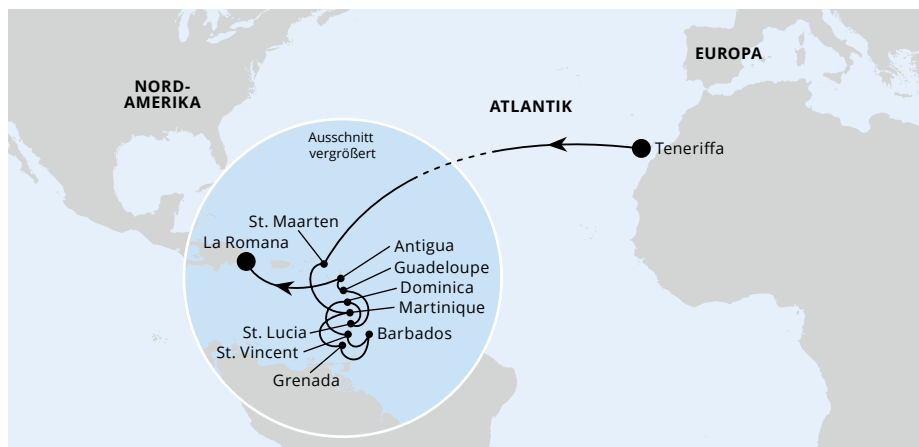 EUROPA
NORD-
AMERIKA
ATLANTIK
Ausschnitt
vergrößert
Teneriffa
St. Maarten
La Romana
Antigua
Guadeloupe
Dominica
Martinique
St. Lucia
Barbados
St. Vincent
Grenada